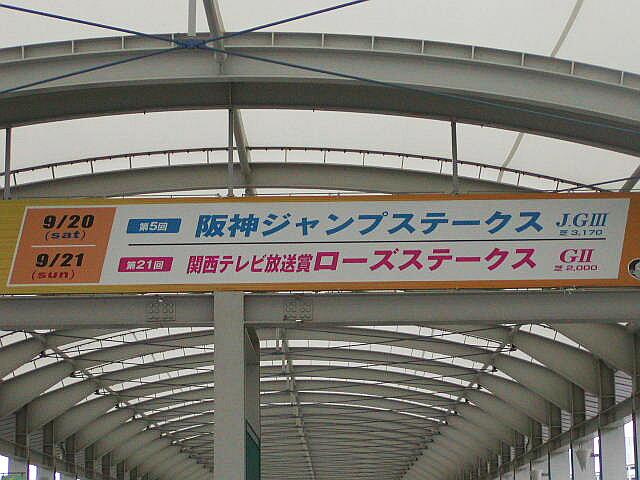 9/20 (sat) 第5回 阪神ジャンプステークス J.GIII 芝3,170
9/21 (sun) 第21回 関西テレビ放送賞ローズステークス GII 芝2,000